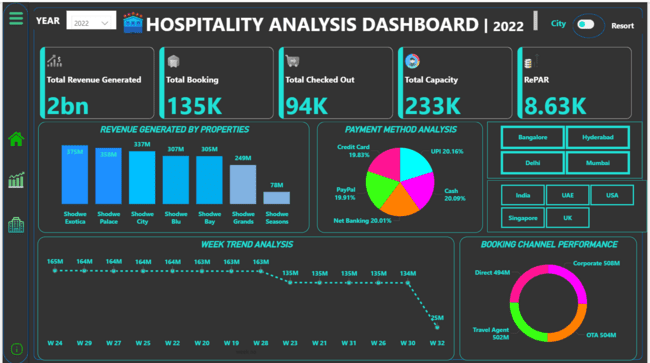 YEAR
2022
HOSPITALITY ANALYSIS DASHBOARD | 2022
City
Resort
Total Revenue Generated
2bn
Total Booking
135K
Total Checked Out
94K
Total Capacity
233K
RePAR
8.63K
REVENUE GENERATED BY PROPERTIES
375M
358M
337M
307M
305M
249M
78M
Shodwe Exotica
Shodwe Palace
Shodwe City
Shodwe Blu
Shodwe Bay
Shodwe Grands
Shodwe Seasons
PAYMENT METHOD ANALYSIS
Credit Card
19.83%
UPI 20.16%
PayPal
19.91%
Cash
20.09%
Net Banking 20.01%
Bangalore
Hyderabad
Delhi
Mumbai
India
UAE
USA
Singapore
UK
WEEK TREND ANALYSIS
165M
164M
164M
164M
163M
163M
163M
135M
135M
135M
135M
134M
25M
W 24
W 29
W 27
W 25
W 22
W 20
W 19
W 28
W 23
W 21
W 31
W 26
W 30
W 32
BOOKING CHANNEL PERFORMANCE
Direct 494M
Corporate 508M
Travel Agent
502M
OTA 504M